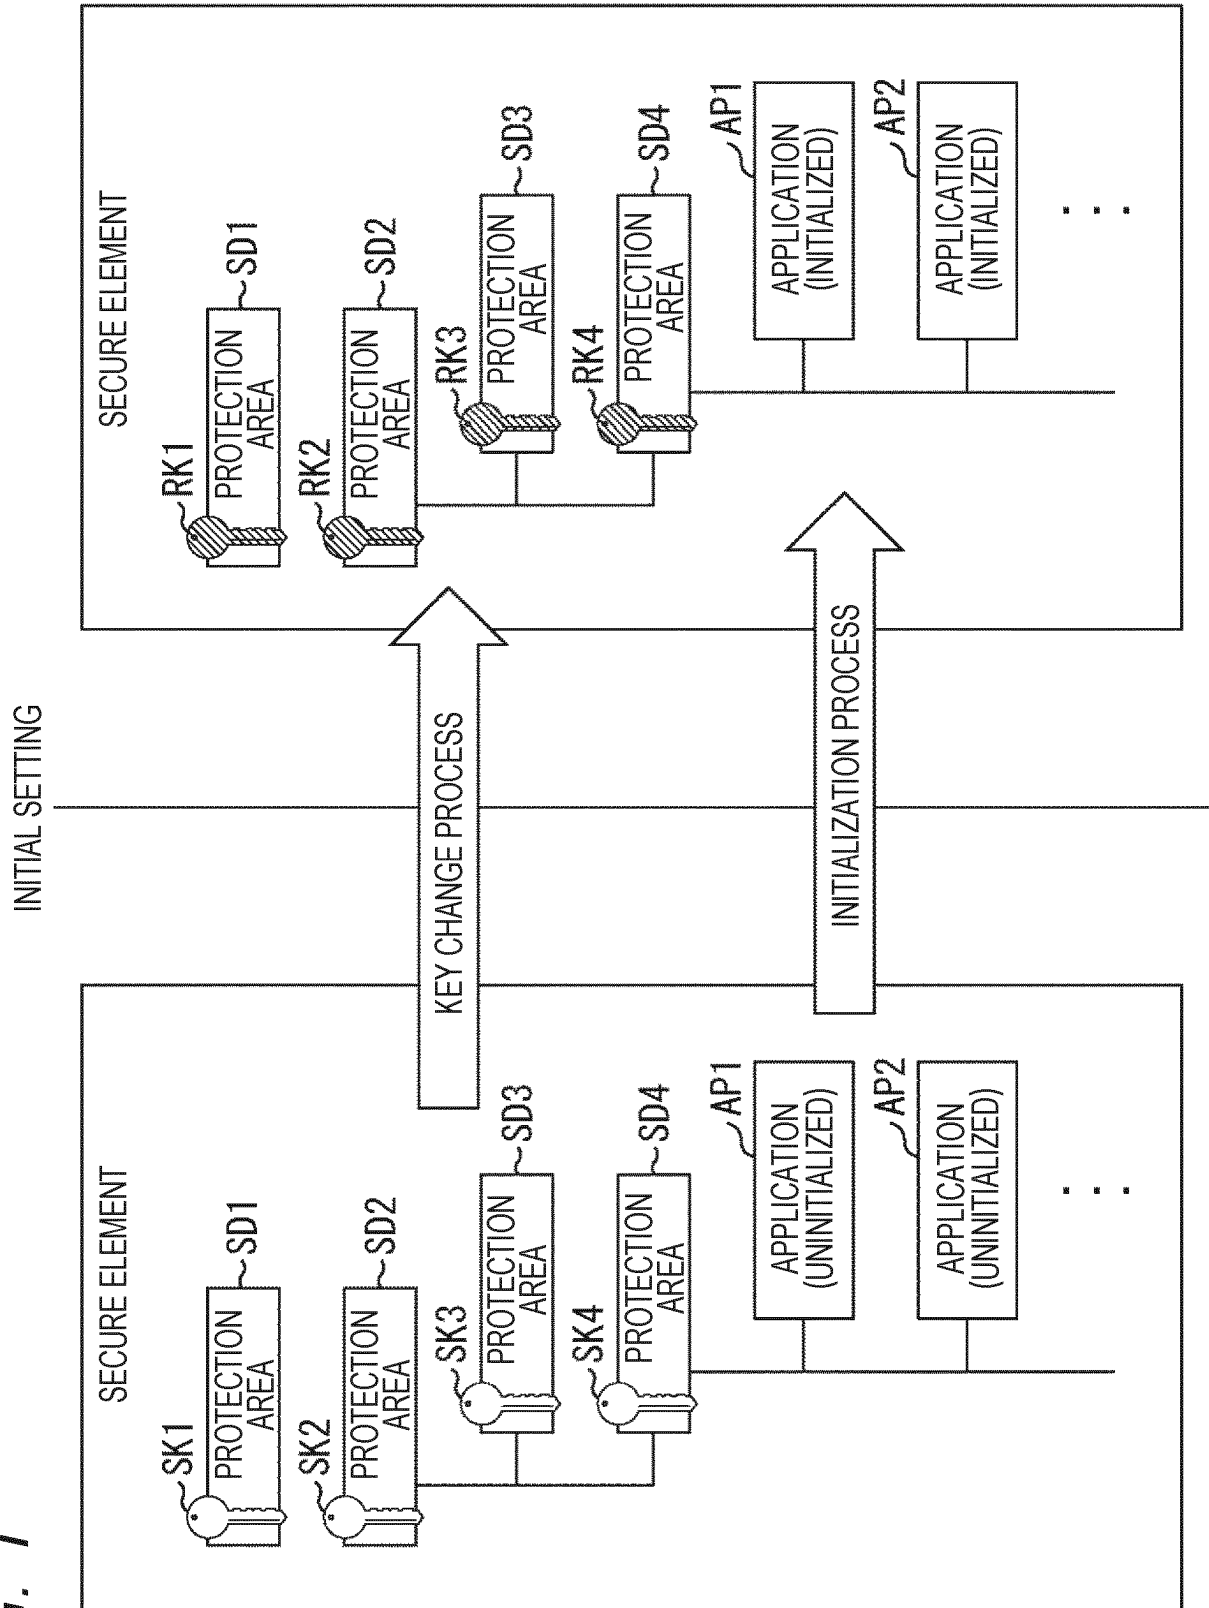 INITIAL SETTING
SECURE ELEMENT
SK1
PROTECTION
AREA
SD1
SK2
PROTECTION
AREA
SD2
SK3
PROTECTION
AREA
SD3
SK4
PROTECTION
AREA
SD4
AP1
APPLICATION
(UNINITIALIZED)
AP2
APPLICATION
(UNINITIALIZED)
KEY CHANGE PROCESS
INITIALIZATION PROCESS
SECURE ELEMENT
RK1
PROTECTION
AREA
SD1
RK2
PROTECTION
AREA
SD2
RK3
PROTECTION
AREA
SD3
RK4
PROTECTION
AREA
SD4
AP1
APPLICATION
(INITIALIZED)
AP2
APPLICATION
(INITIALIZED)